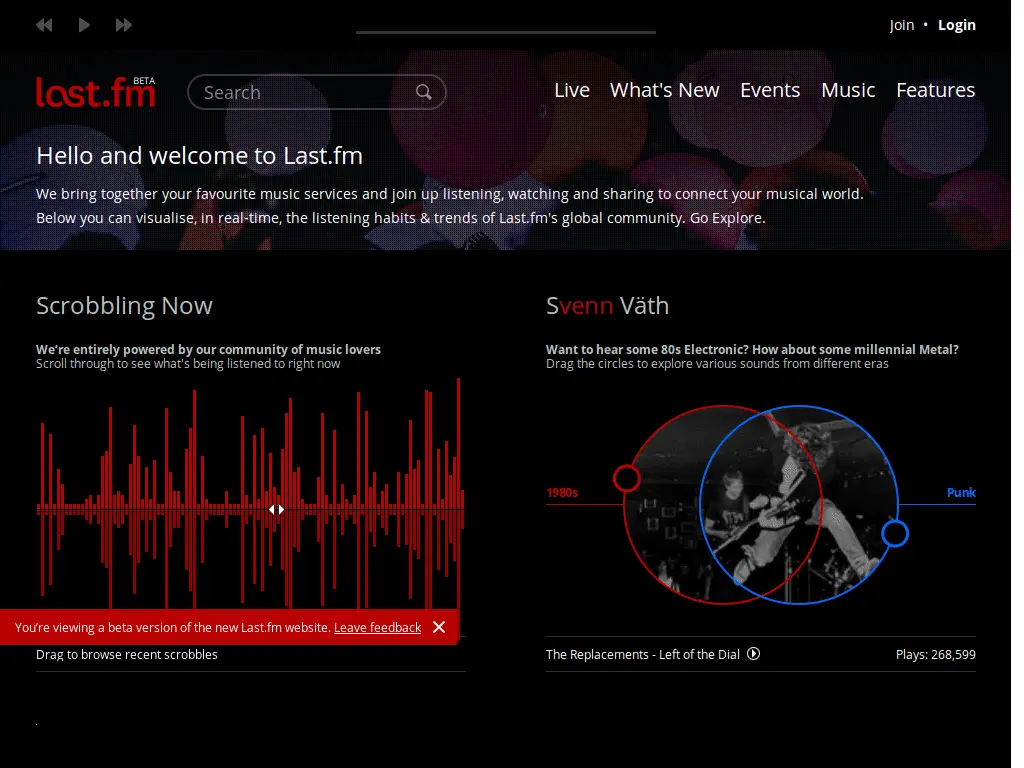 Join • Login
last.fm BETA
Search
Live What's New Events Music Features
Hello and welcome to Last.fm
We bring together your favourite music services and join up listening, watching and sharing to connect your musical world.
Below you can visualise, in real-time, the listening habits & trends of Last.fm's global community. Go Explore.
Scrobbling Now
We're entirely powered by our community of music lovers
Scroll through to see what's being listened to right now
You're viewing a beta version of the new Last.fm website. Leave feedback
Drag to browse recent scrobbles
Svenn Väth
Want to hear some 80s Electronic? How about some millennial Metal?
Drag the circles to explore various sounds from different eras
1980s
Punk
The Replacements - Left of the Dial
Plays: 268,599